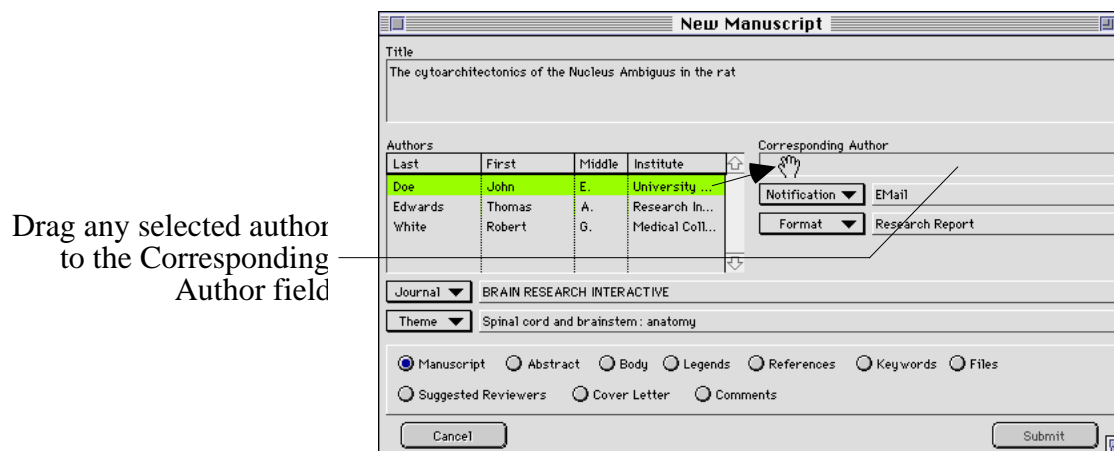 New Manuscript
Title
The cytoarchitectonics of the Nucleus Ambiguus in the rat
Authors
Last First Middle Institute
Doe John E. University ...
Edwards Thomas A. Research In...
White Robert G. Medical Coll...
Corresponding Author
Notification EMail
Format Research Report
Drag any selected author
to the Corresponding
Author field
Journal BRAIN RESEARCH INTERACTIVE
Theme Spinal cord and brainstem: anatomy
Manuscript Abstract Body Legends References Keywords Files
Suggested Reviewers Cover Letter Comments
Cancel Submit